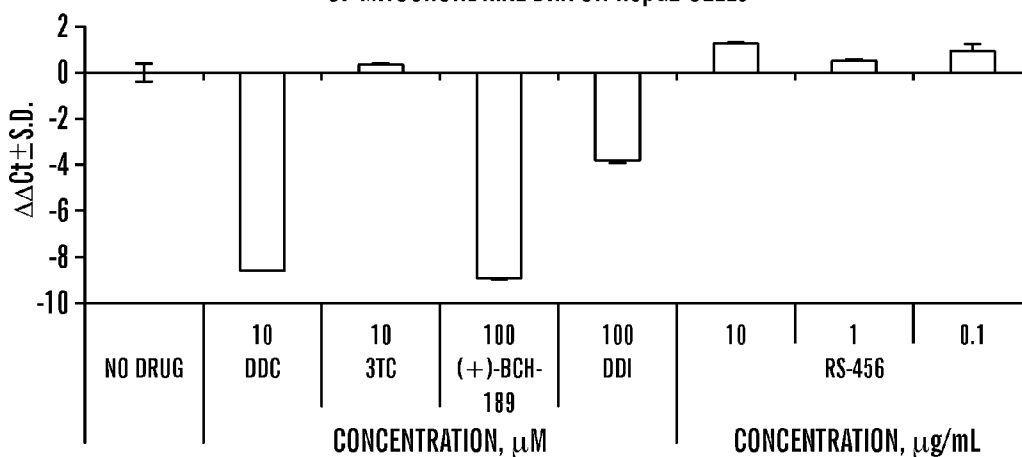 2
0
-2
-4
-6
-8
-10
ΔΔCt±S.D.
10 10 100 100 10 1 0.1
NO DRUG DDC 3TC (+)-BCH- DDI RS-456
189
CONCENTRATION, μM CONCENTRATION, μg/mL